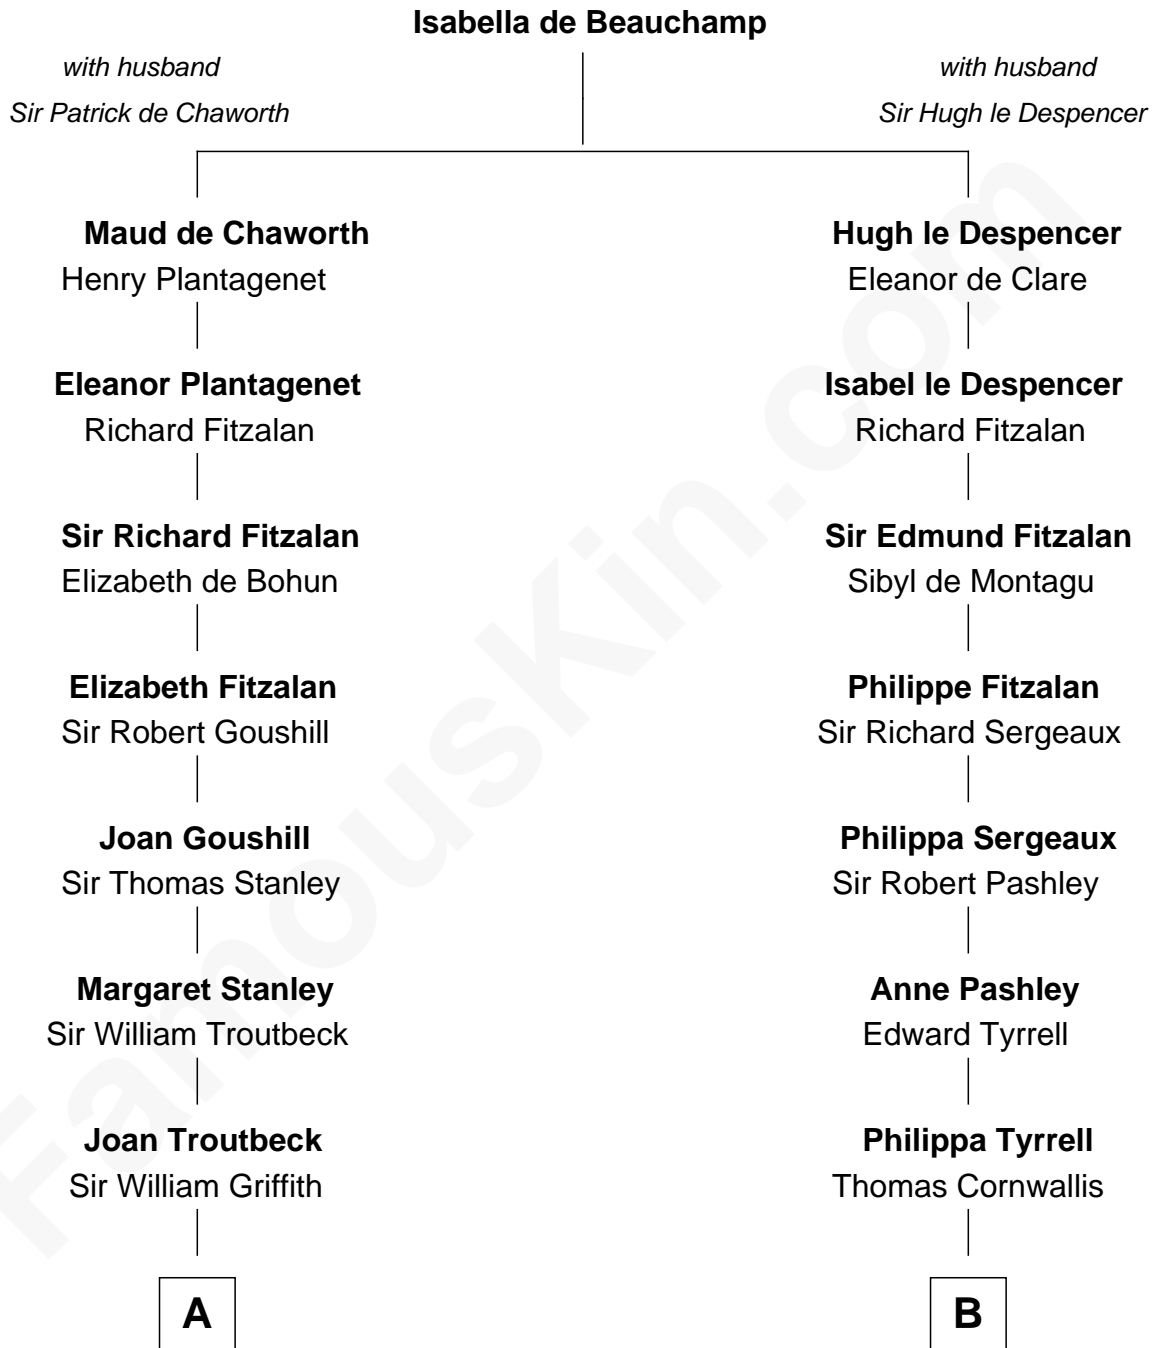 Isabella de Beauchamp
with husband
Sir Patrick de Chaworth
with husband
Sir Hugh le Despencer
Maud de Chaworth
Henry Plantagenet
Hugh le Despencer
Eleanor de Clare
Eleanor Plantagenet
Richard Fitzalan
Isabel le Despencer
Richard Fitzalan
Sir Richard Fitzalan
Elizabeth de Bohun
Sir Edmund Fitzalan
Sibyl de Montagu
Elizabeth Fitzalan
Sir Robert Goushill
Philippe Fitzalan
Sir Richard Sergeaux
Joan Goushill
Sir Thomas Stanley
Philippa Sergeaux
Sir Robert Pashley
Margaret Stanley
Sir William Troutbeck
Anne Pashley
Edward Tyrrell
Joan Troutbeck
Sir William Griffith
Philippa Tyrrell
Thomas Cornwallis
A
B
FamousKin.com